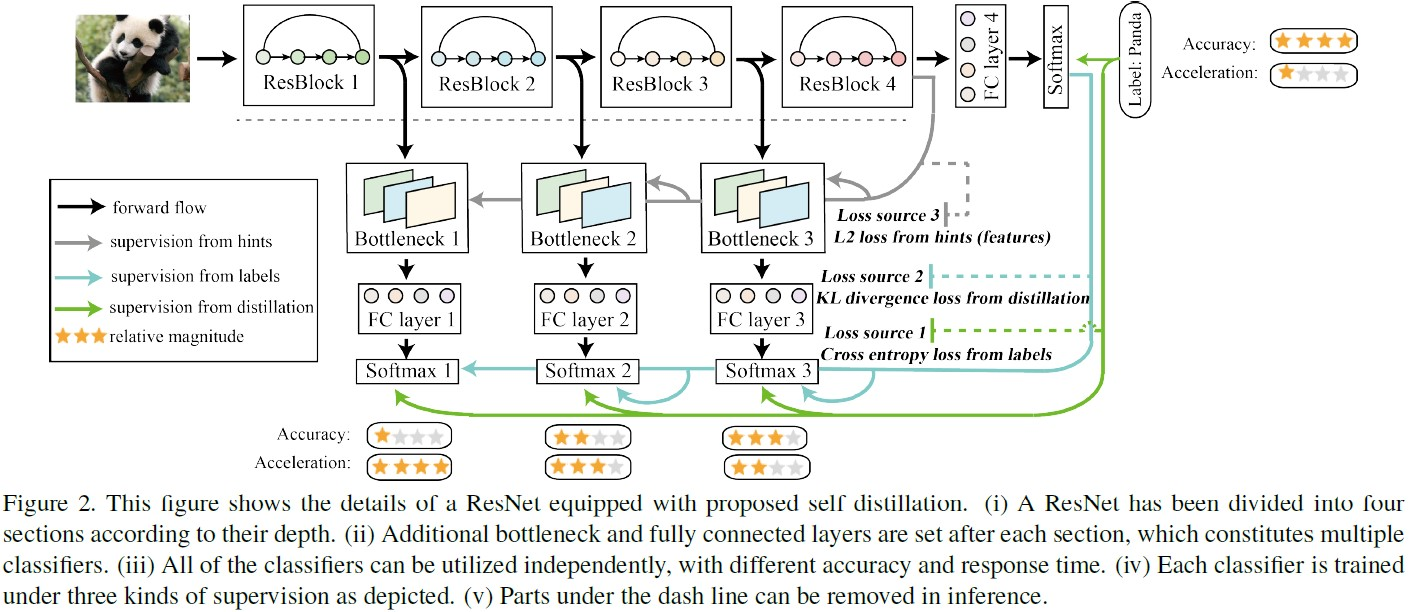 ResBlock 1
ResBlock 2
ResBlock 3
ResBlock 4
FC layer 4
Softmax
Label: Panda
Accuracy:
Acceleration:
forward flow
supervision from hints
supervision from labels
supervision from distillation
relative magnitude
Bottleneck 1
Bottleneck 2
Bottleneck 3
Loss source 3
L2 loss from hints (features)
Loss source 2
KL divergence loss from distillation
Loss source 1
Cross entropy loss from labels
FC layer 1
FC layer 2
FC layer 3
Softmax 1
Softmax 2
Softmax 3
Accuracy:
Acceleration:
Figure 2. This figure shows the details of a ResNet equipped with proposed self distillation. (i) A ResNet has been divided into four
sections according to their depth. (ii) Additional bottleneck and fully connected layers are set after each section, which constitutes multiple
classifiers. (iii) All of the classifiers can be utilized independently, with different accuracy and response time. (iv) Each classifier is trained
under three kinds of supervision as depicted. (v) Parts under the dash line can be removed in inference.